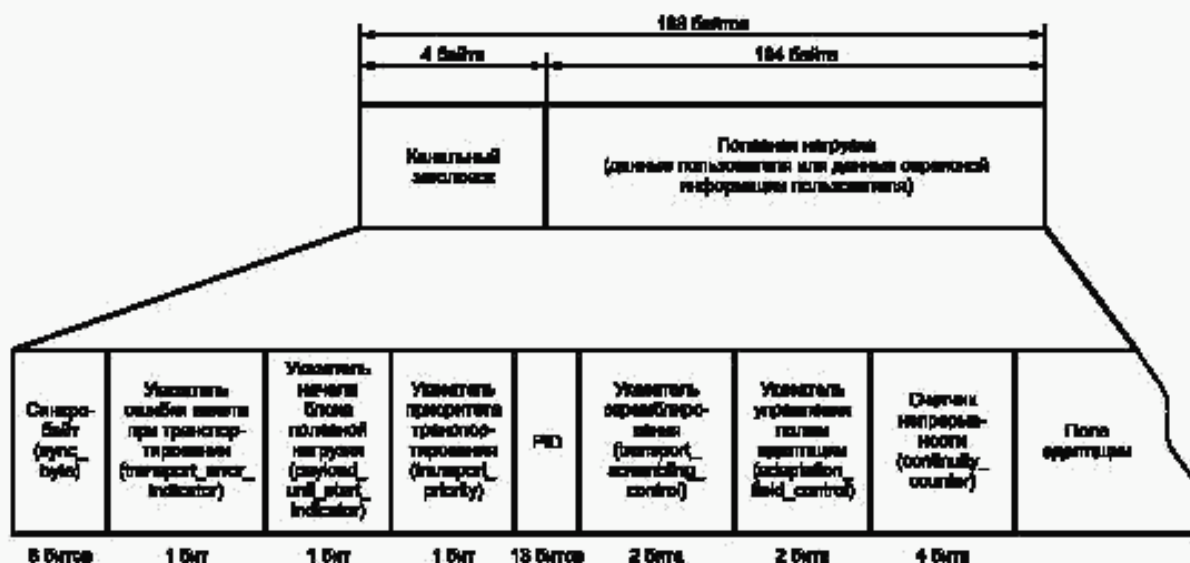 188 байтов
4 байта
184 байта
Канальный
заголовок
Полезная нагрузка
(данные пользователя или данные сервисной
информации пользователя)
Синхро-
байт
(sync_
byte)
Указатель
ошибки пакета
при транспор-
тировании
(transport_error_
indicator)
Указатель
начала
блока
полезной
нагрузки
(payload_
unit_start_
indicator)
Указатель
приоритета
транспор-
тирования
(transport_
priority)
PID
Указатель
скремблиро-
вания
(transport_
scrambling_
control)
Указатель
управления
полем
адаптации
(adaptation_
field_control)
Счетчик
непрерыв-
ности
(continuity_
counter)
Поле
адаптации
8 битов
1 бит
1 бит
1 бит
13 битов
2 бита
2 бита
4 бита